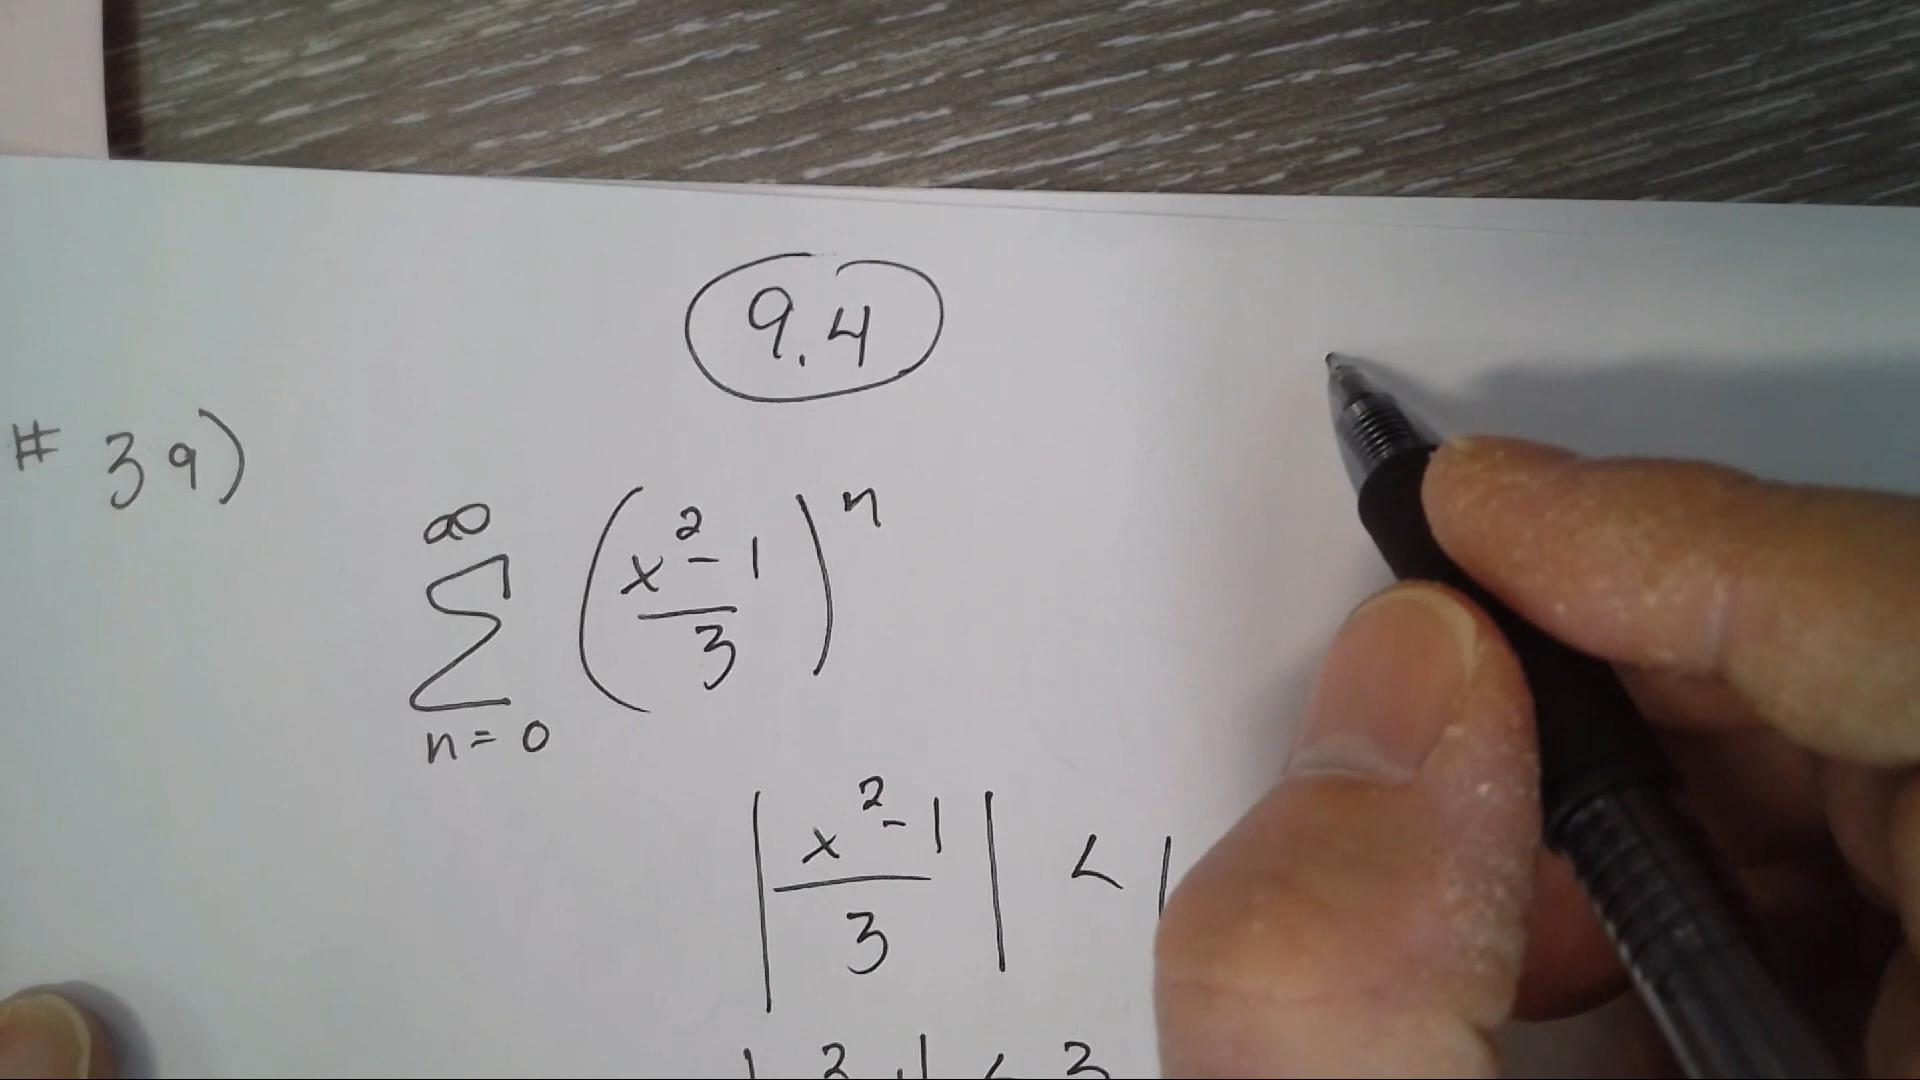 9.4
# 39)
∞
∑ (x² - 1 / 3)ⁿ
n = 0
| x² - 1 / 3 | < 1